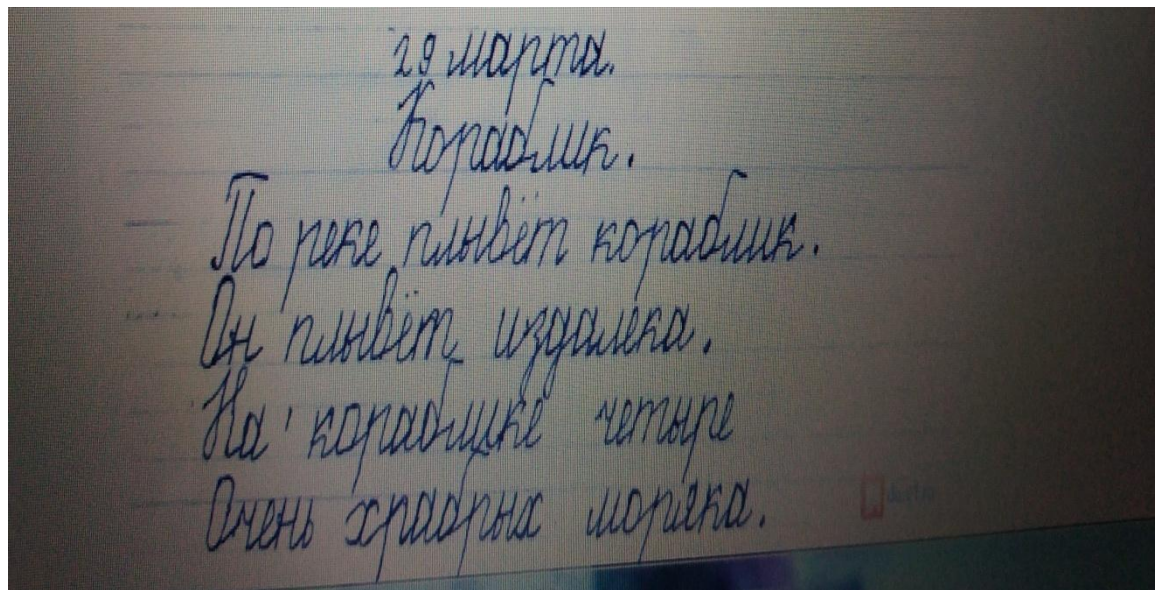 29 марта.
Кораблик.
По реке плывёт кораблик.
Он плывёт издалека.
На кораблике четыре
Очень храбрых моряка.